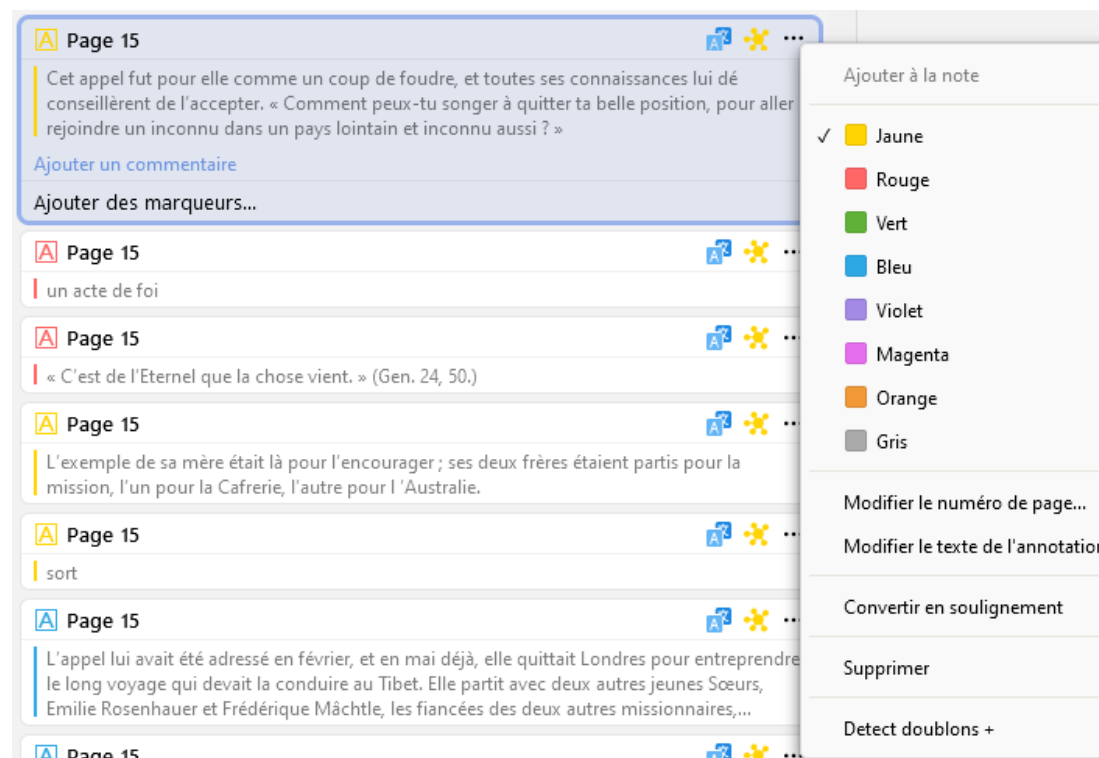 Page 15
Cet appel fut pour elle comme un coup de foudre, et toutes ses connaissances lui dé
conseillèrent de l'accepter. « Comment peux-tu songer à quitter ta belle position, pour aller
rejoindre un inconnu dans un pays lointain et inconnu aussi ? »
Ajouter un commentaire
Ajouter des marqueurs...
Page 15
un acte de foi
Page 15
« C'est de l'Eternel que la chose vient. » (Gen. 24, 50.)
Page 15
L'exemple de sa mère était là pour l'encourager ; ses deux frères étaient partis pour la
mission, l'un pour la Cafrerie, l'autre pour l 'Australie.
Page 15
sort
Page 15
L'appel lui avait été adressé en février, et en mai déjà, elle quittait Londres pour entreprendre
le long voyage qui devait la conduire au Tibet. Elle partit avec deux autres jeunes Sœurs,
Emilie Rosenhauer et Frédérique Mâchtle, les fiancées des deux autres missionnaires,...
Page 15
Ajouter à la note
✓ Jaune
Rouge
Vert
Bleu
Violet
Magenta
Orange
Gris
Modifier le numéro de page...
Modifier le texte de l'annotation
Convertir en soulignement
Supprimer
Detect doublons +